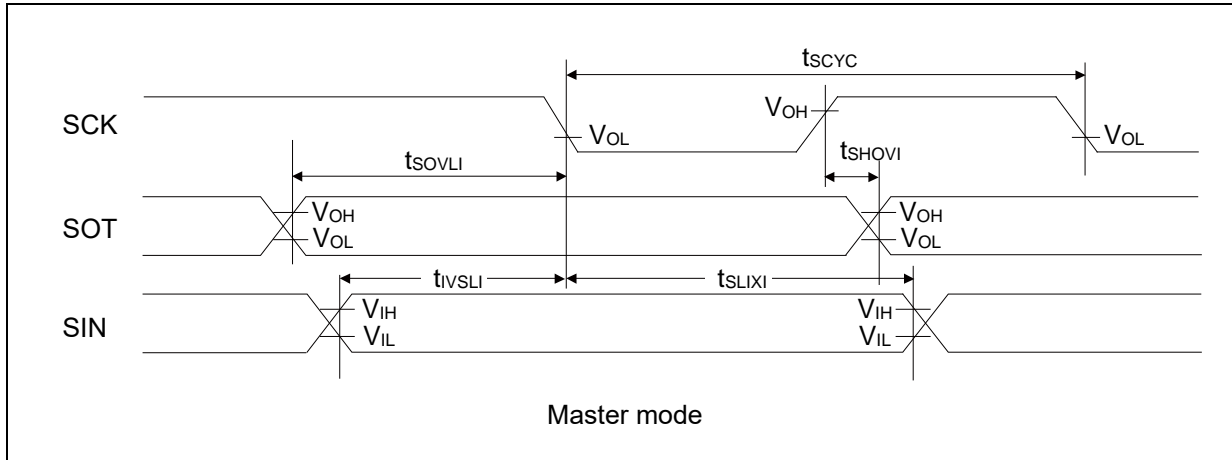 tSCYC
SCK
VOH
VOL
VOL
tSHOVI
tSOVLI
SOT
VOH
VOL
VOH
VOL
tIVSLI
tSLIXI
SIN
VIH
VIL
VIH
VIL
Master mode